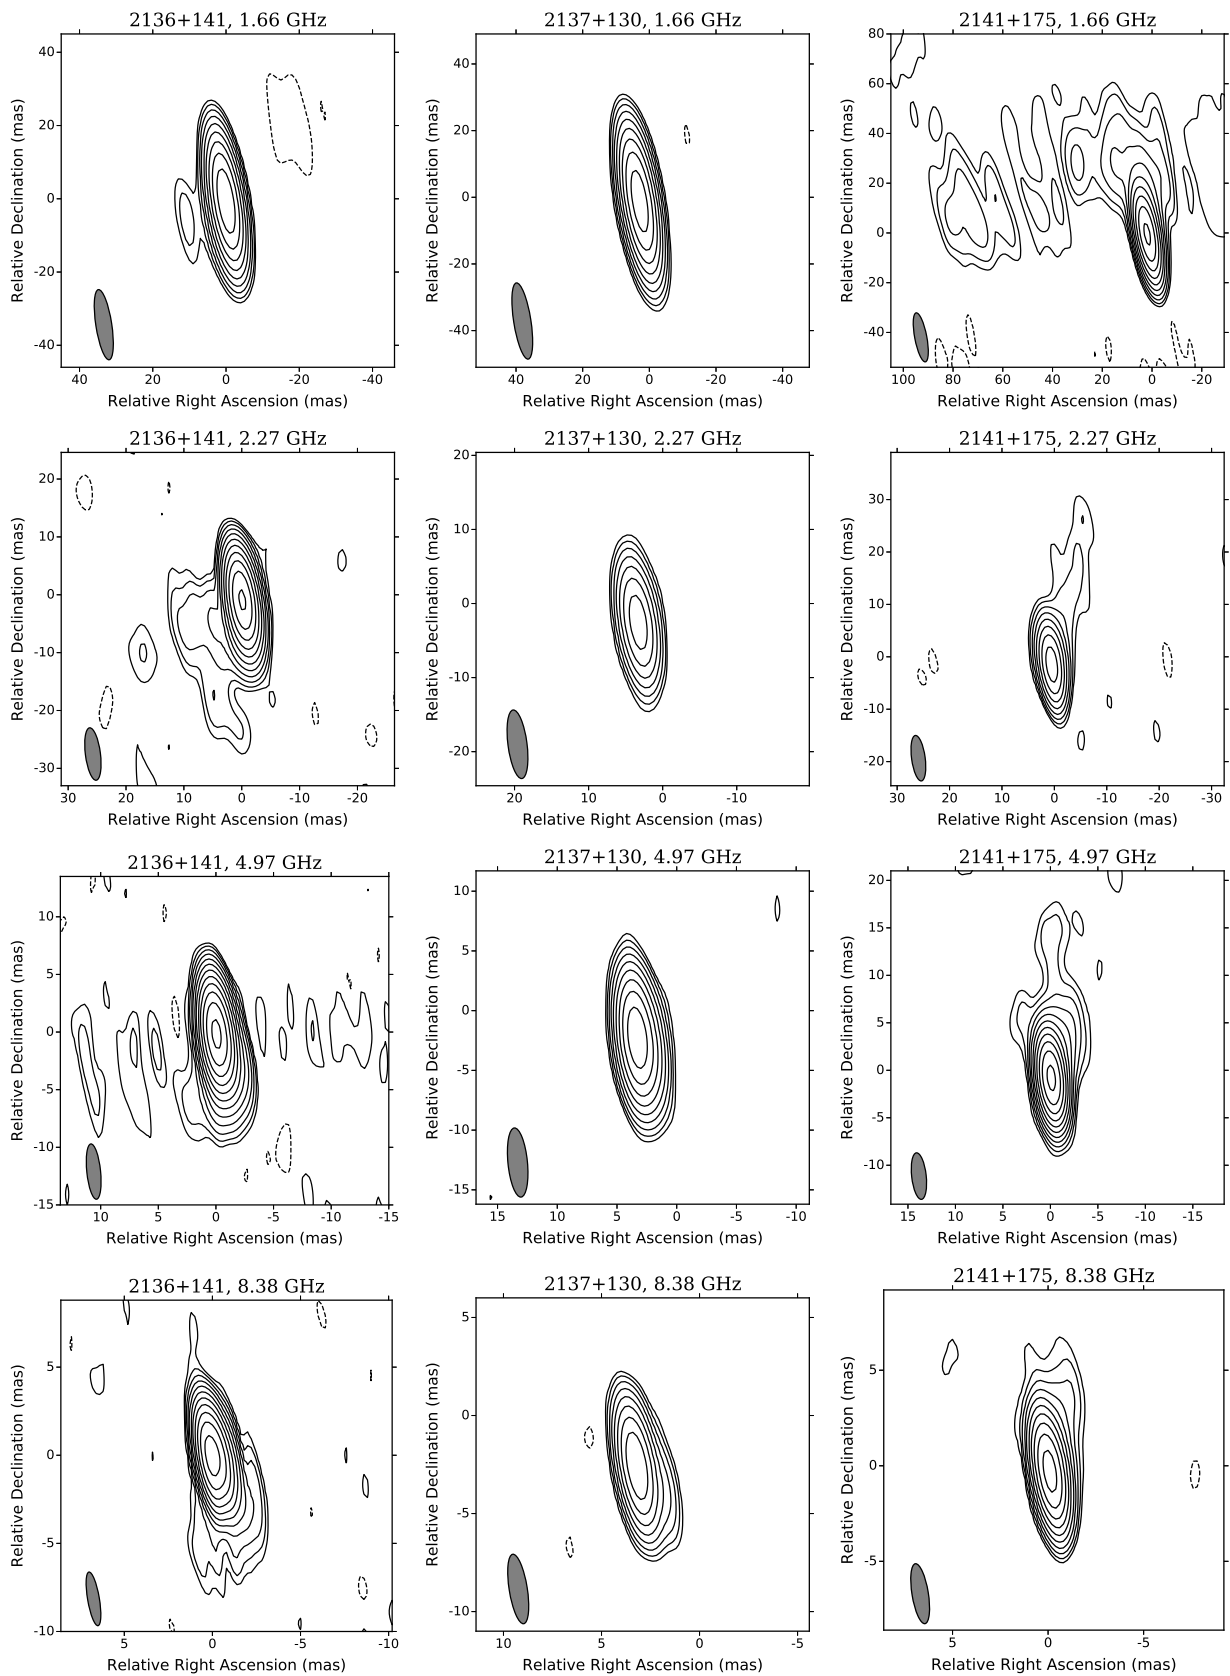 2136+141, 1.66 GHz
40
20
0
-20
-40
Relative Declination (mas)
40 20 0 -20 -40
Relative Right Ascension (mas)
2137+130, 1.66 GHz
40
20
0
-20
-40
Relative Declination (mas)
40 20 0 -20 -40
Relative Right Ascension (mas)
2141+175, 1.66 GHz
80
60
40
20
0
-20
-40
Relative Declination (mas)
100 80 60 40 20 0 -20
Relative Right Ascension (mas)
2136+141, 2.27 GHz
20
10
0
-10
-20
-30
Relative Declination (mas)
30 20 10 0 -10 -20
Relative Right Ascension (mas)
2137+130, 2.27 GHz
20
10
0
-10
-20
Relative Declination (mas)
20 10 0 -10
Relative Right Ascension (mas)
2141+175, 2.27 GHz
30
20
10
0
-10
-20
Relative Declination (mas)
30 20 10 0 -10 -20 -30
Relative Right Ascension (mas)
2136+141, 4.97 GHz
10
5
0
-5
-10
-15
Relative Declination (mas)
10 5 0 -5 -10 -15
Relative Right Ascension (mas)
2137+130, 4.97 GHz
10
5
0
-5
-10
-15
Relative Declination (mas)
15 10 5 0 -5 -10
Relative Right Ascension (mas)
2141+175, 4.97 GHz
20
15
10
5
0
-5
-10
Relative Declination (mas)
15 10 5 0 -5 -10 -15
Relative Right Ascension (mas)
2136+141, 8.38 GHz
5
0
-5
-10
Relative Declination (mas)
5 0 -5 -10
Relative Right Ascension (mas)
2137+130, 8.38 GHz
5
0
-5
-10
Relative Declination (mas)
10 5 0 -5
Relative Right Ascension (mas)
2141+175, 8.38 GHz
5
0
-5
Relative Declination (mas)
5 0 -5
Relative Right Ascension (mas)